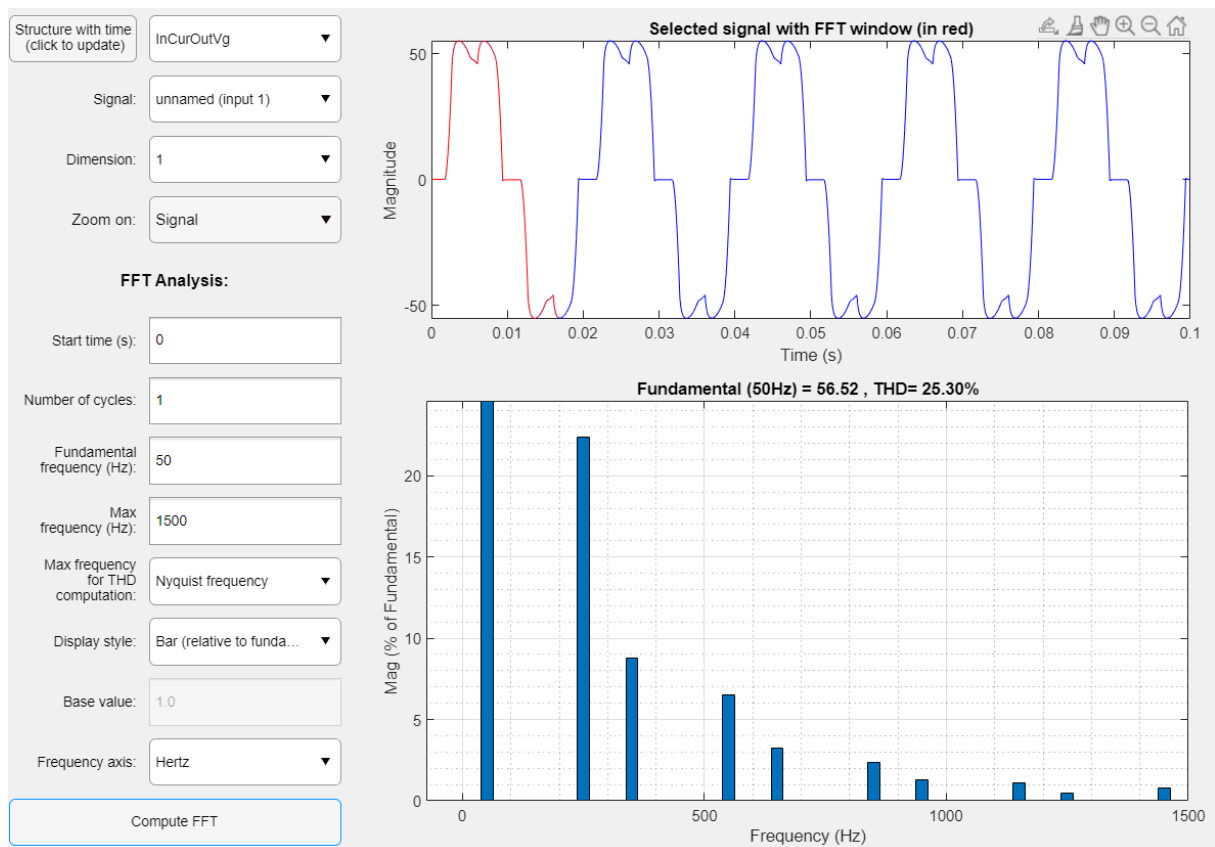 Structure with time
(click to update)
InCurOutVg
Signal:
unnamed (input 1)
Dimension:
1
Zoom on:
Signal
FFT Analysis:
Start time (s):
0
Number of cycles:
1
Fundamental
frequency (Hz):
50
Max
frequency (Hz):
1500
Max frequency
for THD
computation:
Nyquist frequency
Display style:
Bar (relative to funda...
Base value:
1.0
Frequency axis:
Hertz
Compute FFT
Selected signal with FFT window (in red)
50
0
-50
Magnitude
0
0.01
0.02
0.03
0.04
0.05
0.06
0.07
0.08
0.09
0.1
Time (s)
Fundamental (50Hz) = 56.52 , THD= 25.30%
20
15
10
5
0
Mag (% of Fundamental)
0
500
1000
1500
Frequency (Hz)